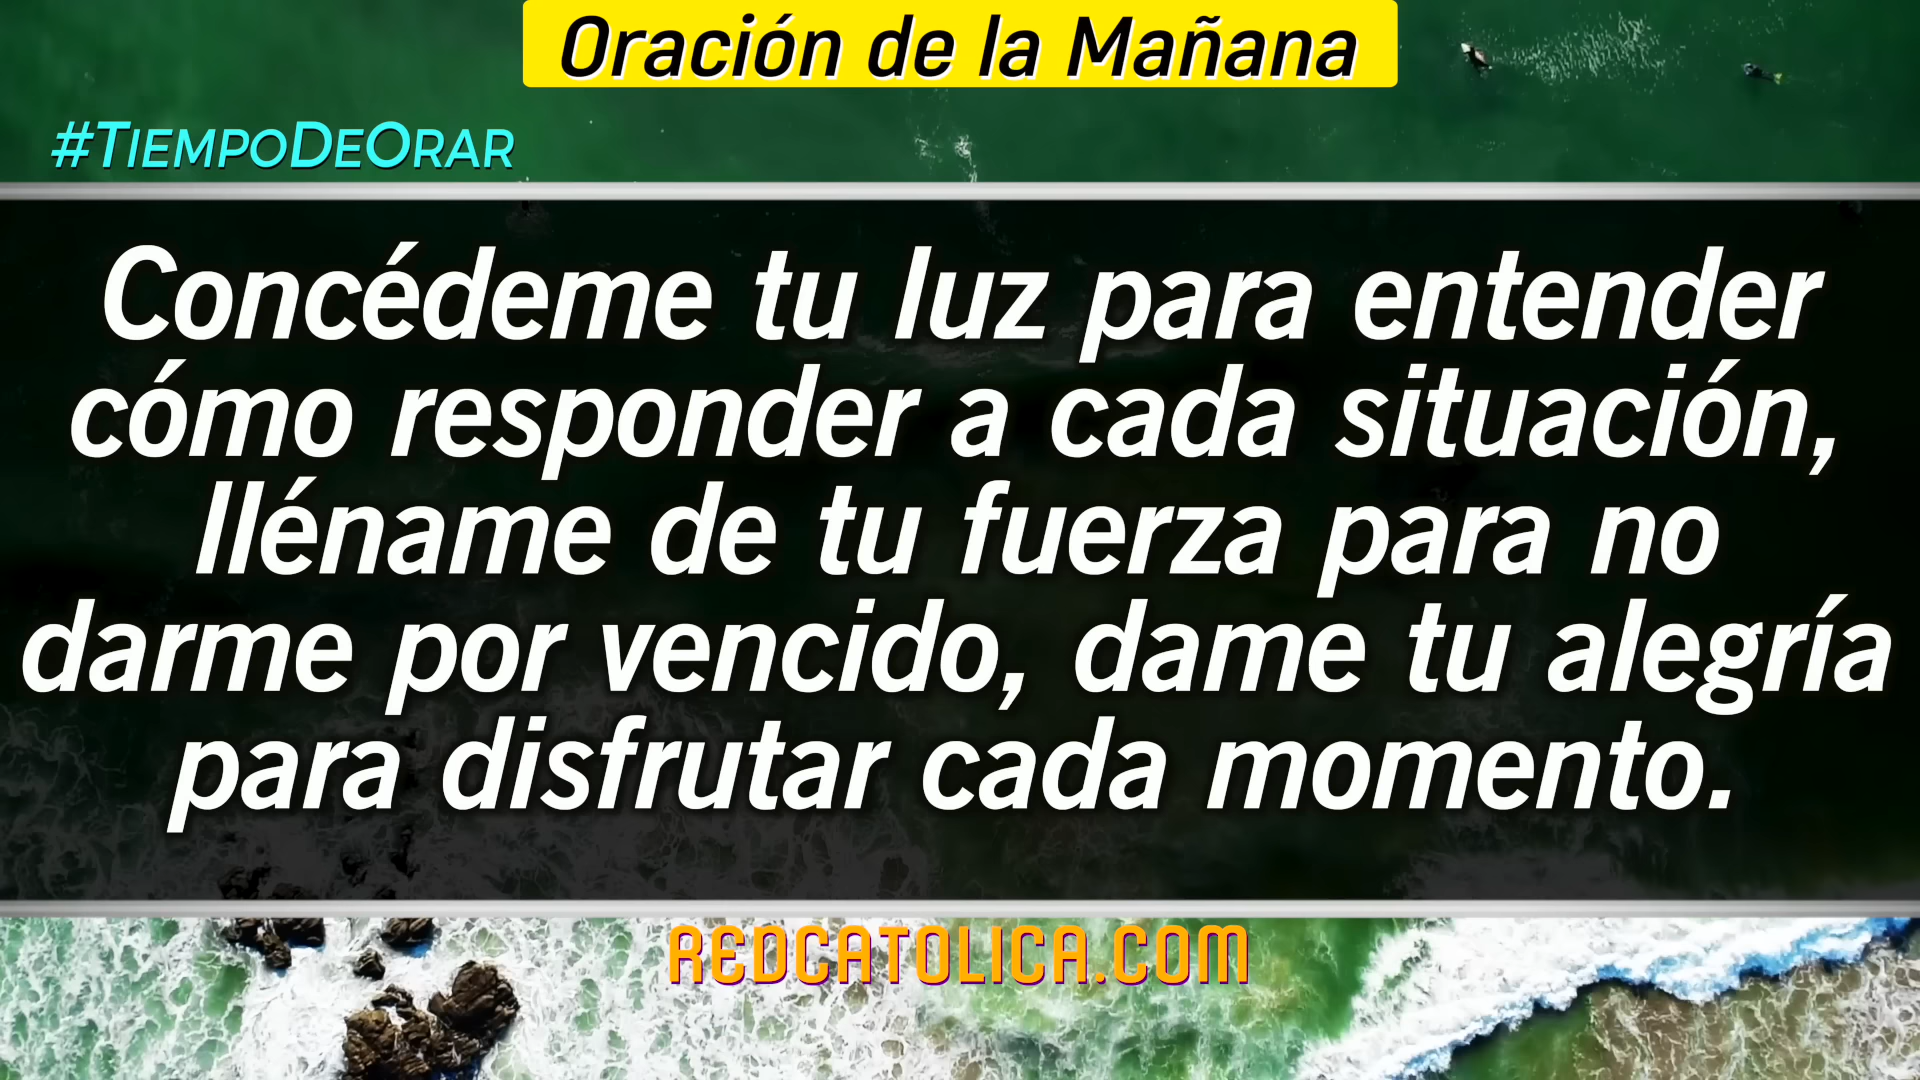 Oración de la Mañana
#TiempoDeOrar
Concédeme tu luz para entender
cómo responder a cada situación,
lléname de tu fuerza para no
darme por vencido, dame tu alegría
para disfrutar cada momento.
REDCATOLICA.COM